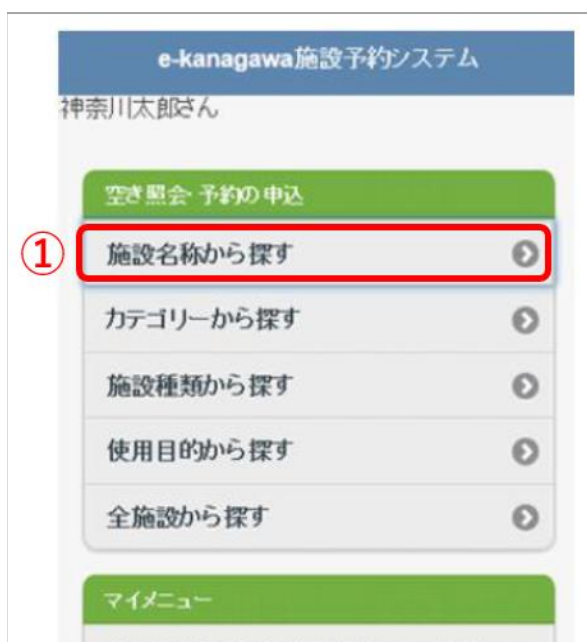 e-kanagawa施設予約システム
神奈川太郎さん
空き照会・予約の申込
①
施設名称から探す
カテゴリーから探す
施設種類から探す
使用目的から探す
全施設から探す
マイメニュー